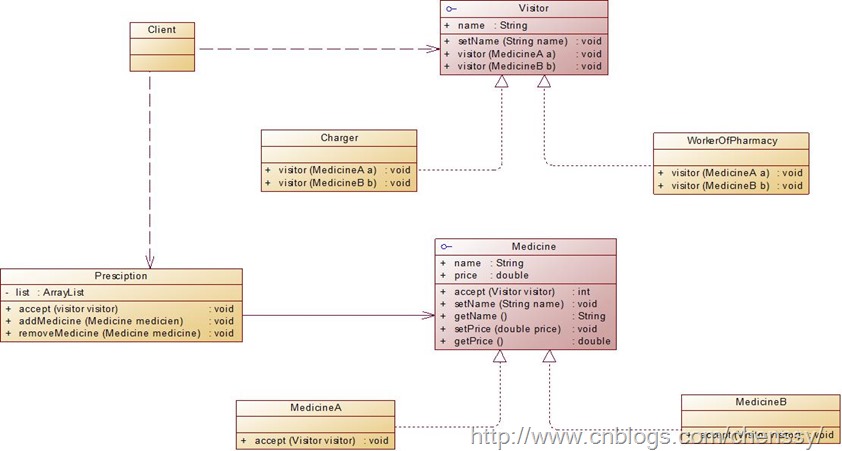 Visitor
+ name : String
+ setName (String name) : void
+ visitor (MedicineA a) : void
+ visitor (MedicineB b) : void
Client
Charger
+ visitor (MedicineA a) : void
+ visitor (MedicineB b) : void
WorkerOfPharmacy
+ visitor (MedicineA a) : void
+ visitor (MedicineB b) : void
Presciption
- list : ArrayList
+ accept (visitor visitor) : void
+ addMedicine (Medicine medicien) : void
+ removeMedicine (Medicine medicine) : void
Medicine
+ name : String
+ price : double
+ accept (Visitor visitor) : int
+ setName (String name) : void
+ getName () : String
+ setPrice (double price) : void
+ getPrice () : double
MedicineA
+ accept (Visitor visitor) : void
MedicineB
+ accept (Visitor visitor) : void
http://www.cnblogs.com/chenssy/